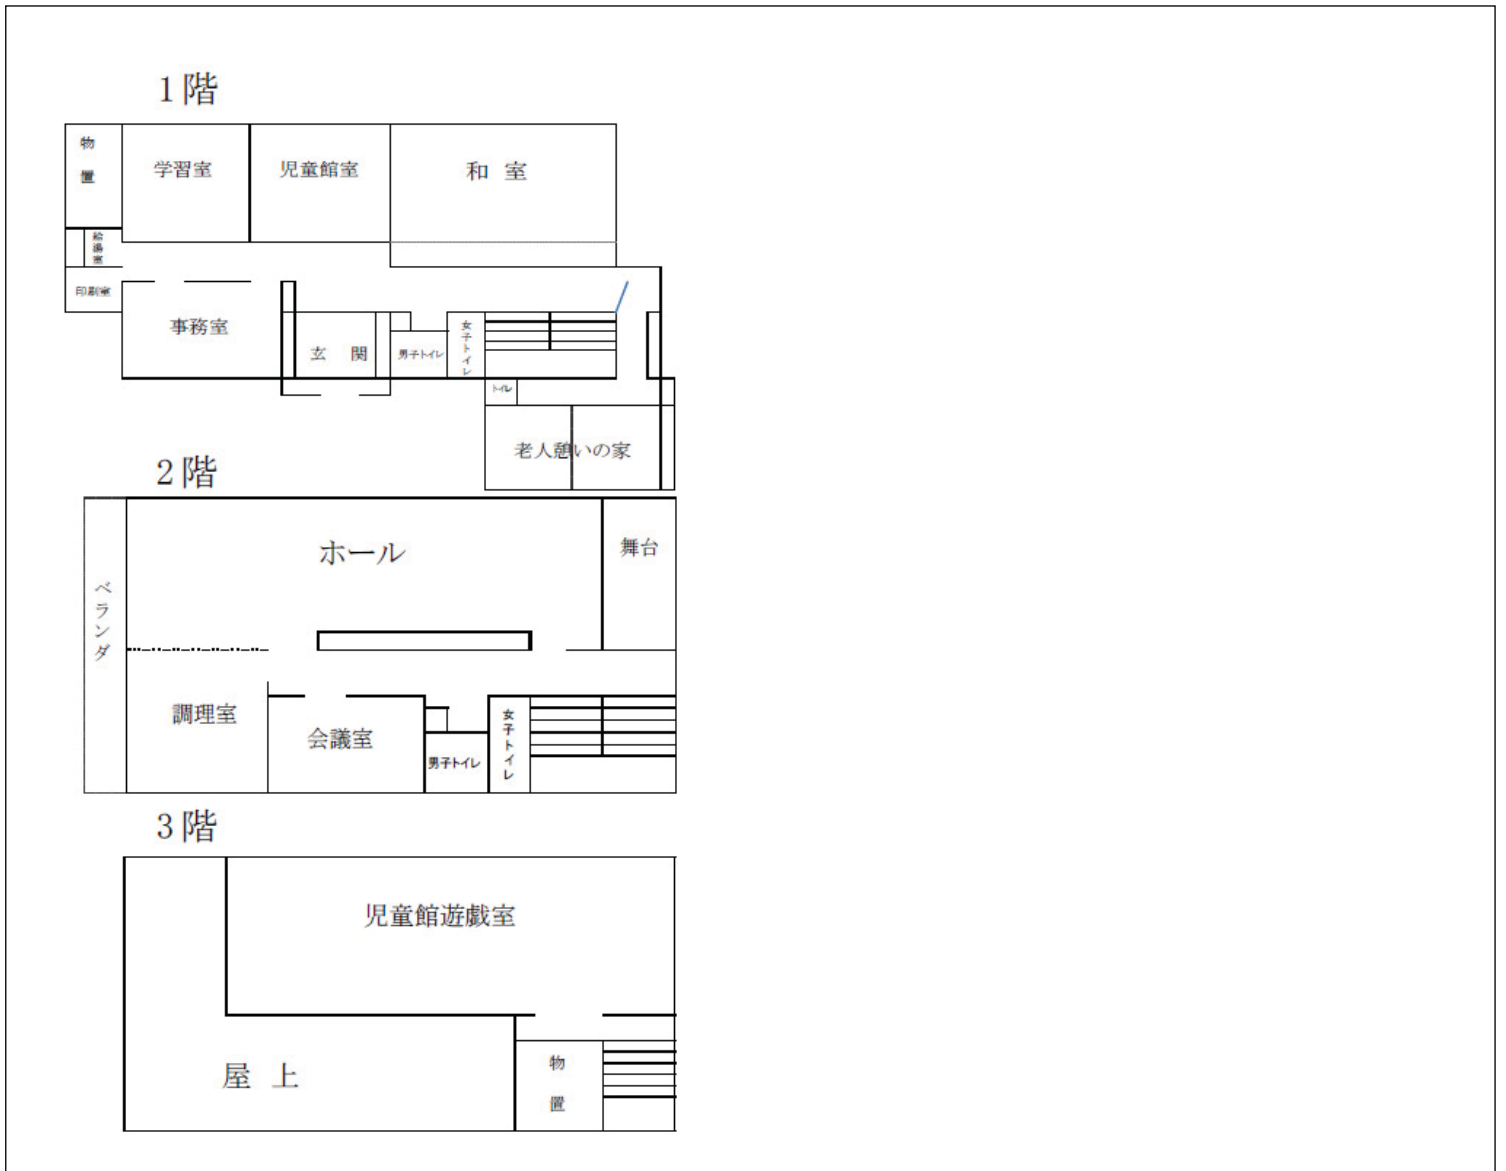 1階
物置
学習室
児童館室
和 室
給湯室
印刷室
事務室
玄 関
男子トイレ
女子トイレ
トイレ
老人憩いの家
2階
ホール
舞台
ベランダ
調理室
会議室
男子トイレ
女子トイレ
3階
児童館遊戯室
屋 上
物置